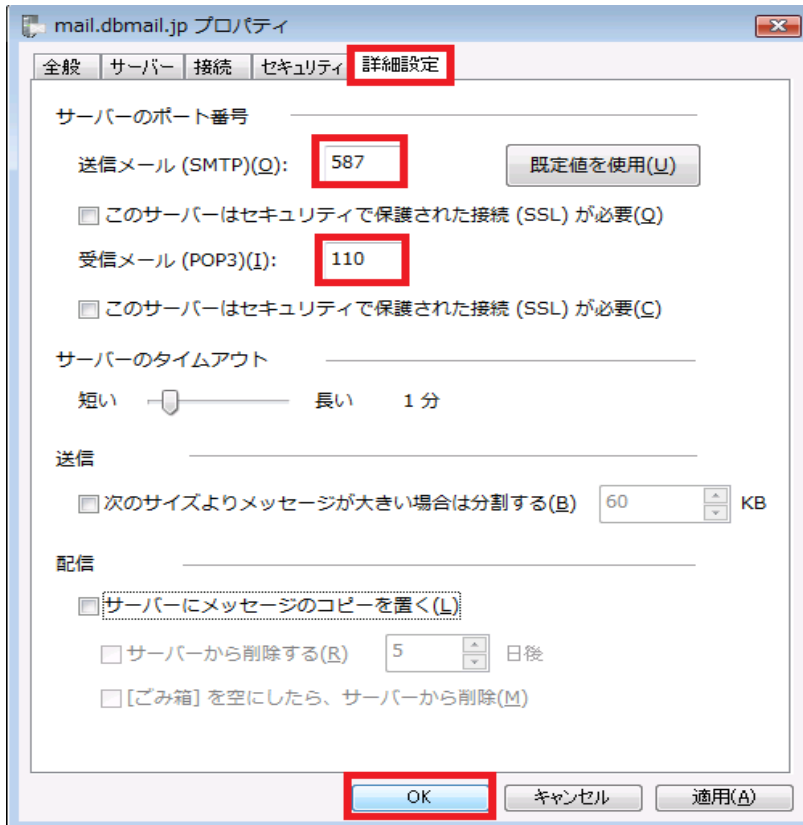 mail.dbmail.jp プロパティ
全般 サーバー 接続 セキュリティ 詳細設定
サーバーのポート番号
送信メール (SMTP)(O): 587 既定値を使用(U)
このサーバーはセキュリティで保護された接続 (SSL) が必要(Q)
受信メール (POP3)(I): 110
このサーバーはセキュリティで保護された接続 (SSL) が必要(C)
サーバーのタイムアウト
短い 長い 1 分
送信
次のサイズよりメッセージが大きい場合は分割する(B) 60 KB
配信
サーバーにメッセージのコピーを置く(L)
サーバーから削除する(R) 5 日後
[ごみ箱] を空にしたら、サーバーから削除(M)
OK キャンセル 適用(A)